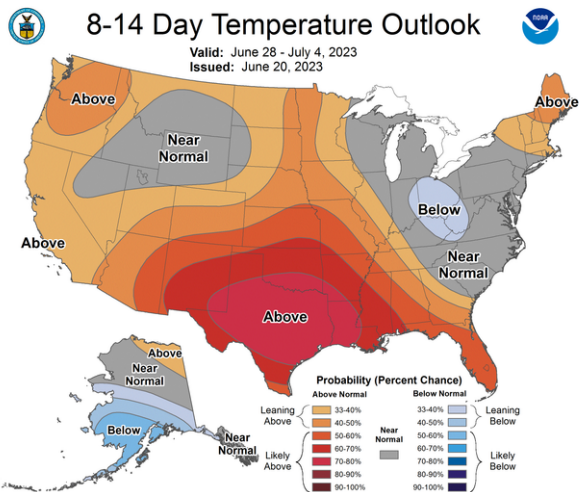 8-14 Day Temperature Outlook
Valid: June 28 - July 4, 2023
Issued: June 20, 2023
NOAA
Above
Above
Near
Normal
Below
Above
Near
Normal
Above
Above
Near
Normal
Below
Near
Normal
Probability (Percent Chance)
Above Normal
Below Normal
Leaning
Above
33-40%
40-50%
Likely
Above
50-60%
60-70%
70-80%
80-90%
90-100%
Near
Normal
33-40%
40-50%
Leaning
Below
50-60%
60-70%
70-80%
80-90%
90-100%
Likely
Below